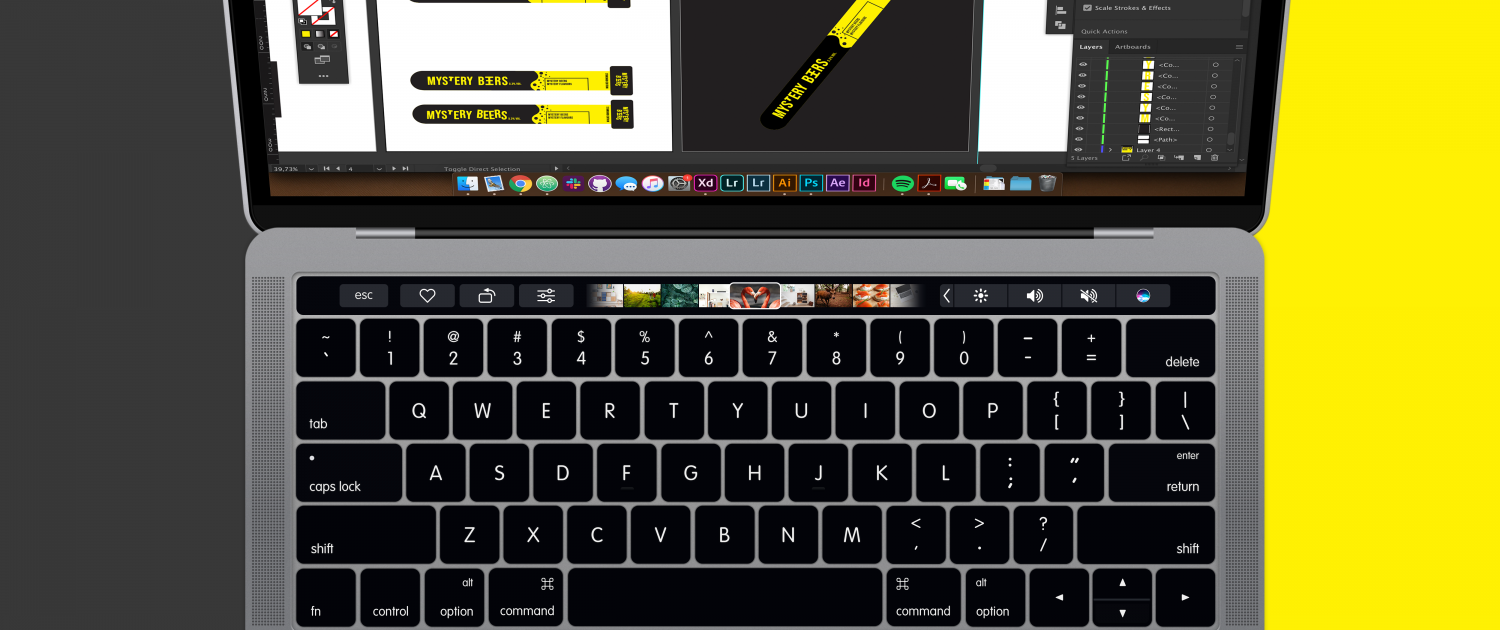 Scale Strokes & Effects
Quick Actions
Layers Artboards
<Co...
<Co...
<Co...
<Co...
<Co...
<Co...
<Rect...
<Path>
Layer 4
5 Layers
MYSTERY BEERS
MYSTERY BEERS
MYSTERY BEERS
39,73% 4 Toggle Direct Selection
Xd Lr Lr Ai Ps Ae Id
esc
~ ! @ # $ % ^ & * ( ) – +
` 1 2 3 4 5 6 7 8 9 0 - = delete
tab Q W E R T Y U I O P { [ } ] | \
caps lock A S D F G H J K L : ; " ' enter return
shift Z X C V B N M < , > . ? / shift
fn control alt option ⌘ command ⌘ command alt option ◄ ▲ ▼ ►